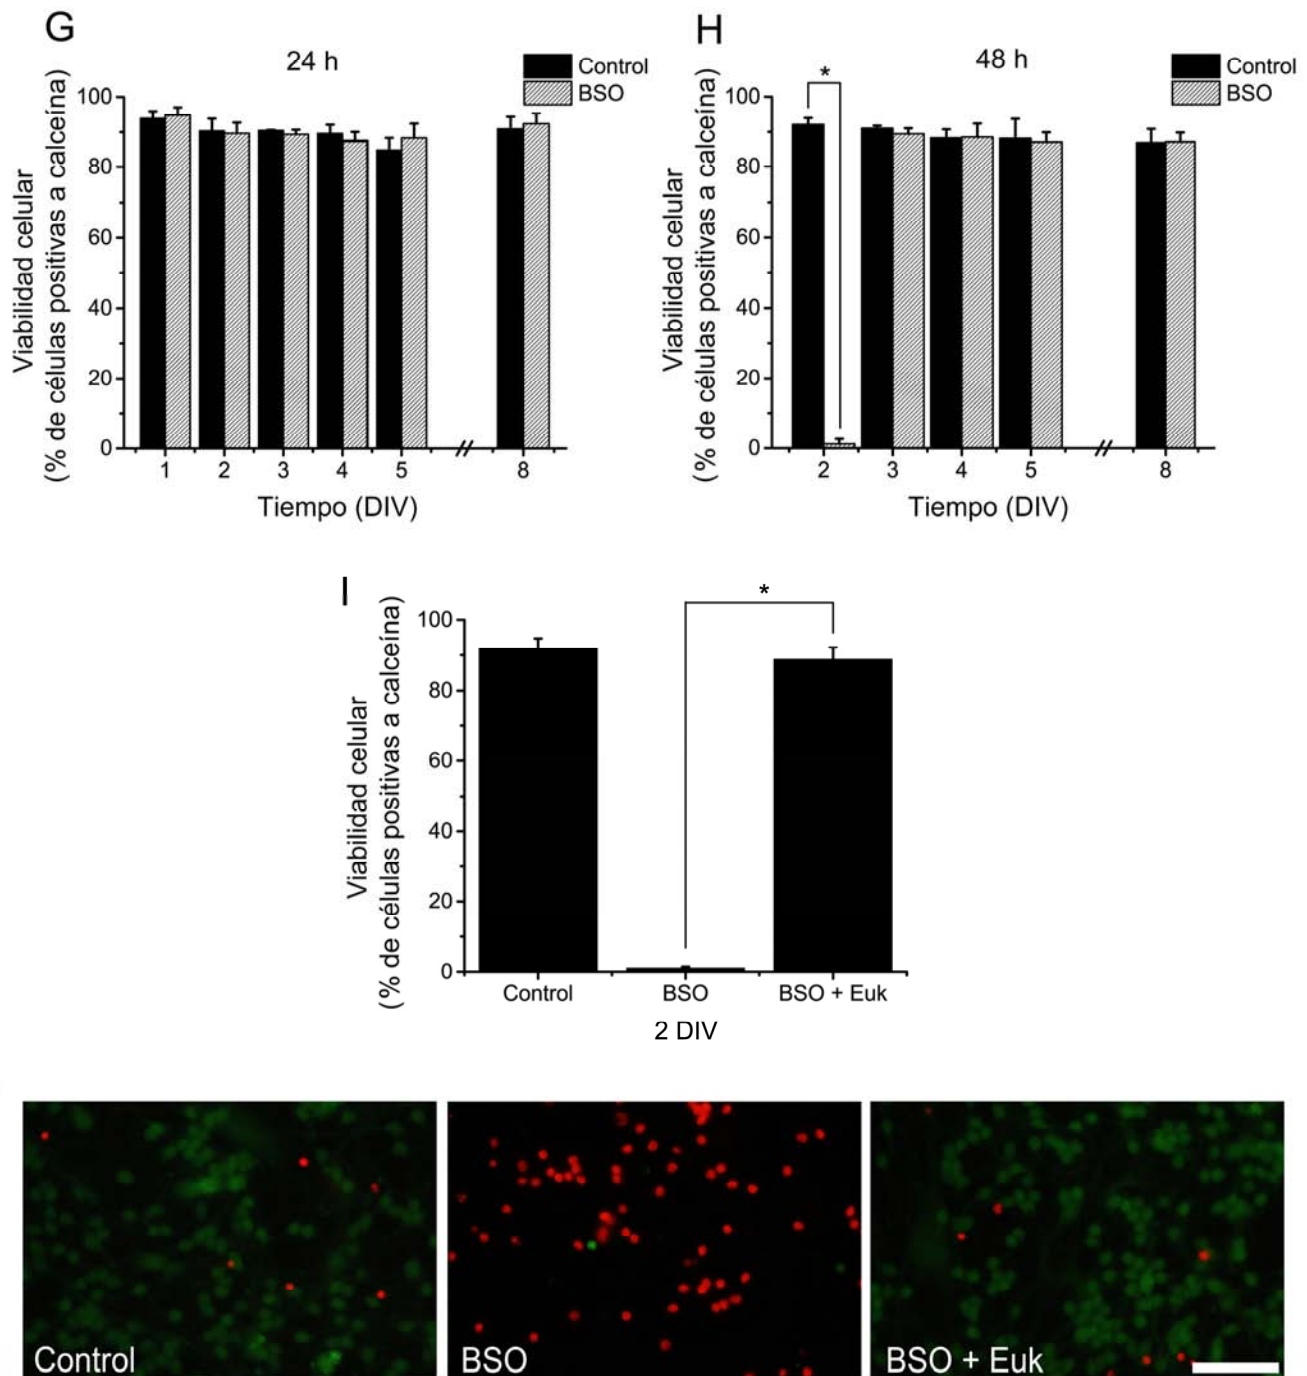 G
24 h
Control
BSO
Viabilidad celular
(% de células positivas a calceína)
100
80
60
40
20
0
1 2 3 4 5 8
Tiempo (DIV)
H
48 h
Control
BSO
*
Viabilidad celular
(% de células positivas a calceína)
100
80
60
40
20
0
2 3 4 5 8
Tiempo (DIV)
I
*
Viabilidad celular
(% de células positivas a calceína)
100
80
60
40
20
0
Control BSO BSO + Euk
2 DIV
Control
BSO
BSO + Euk